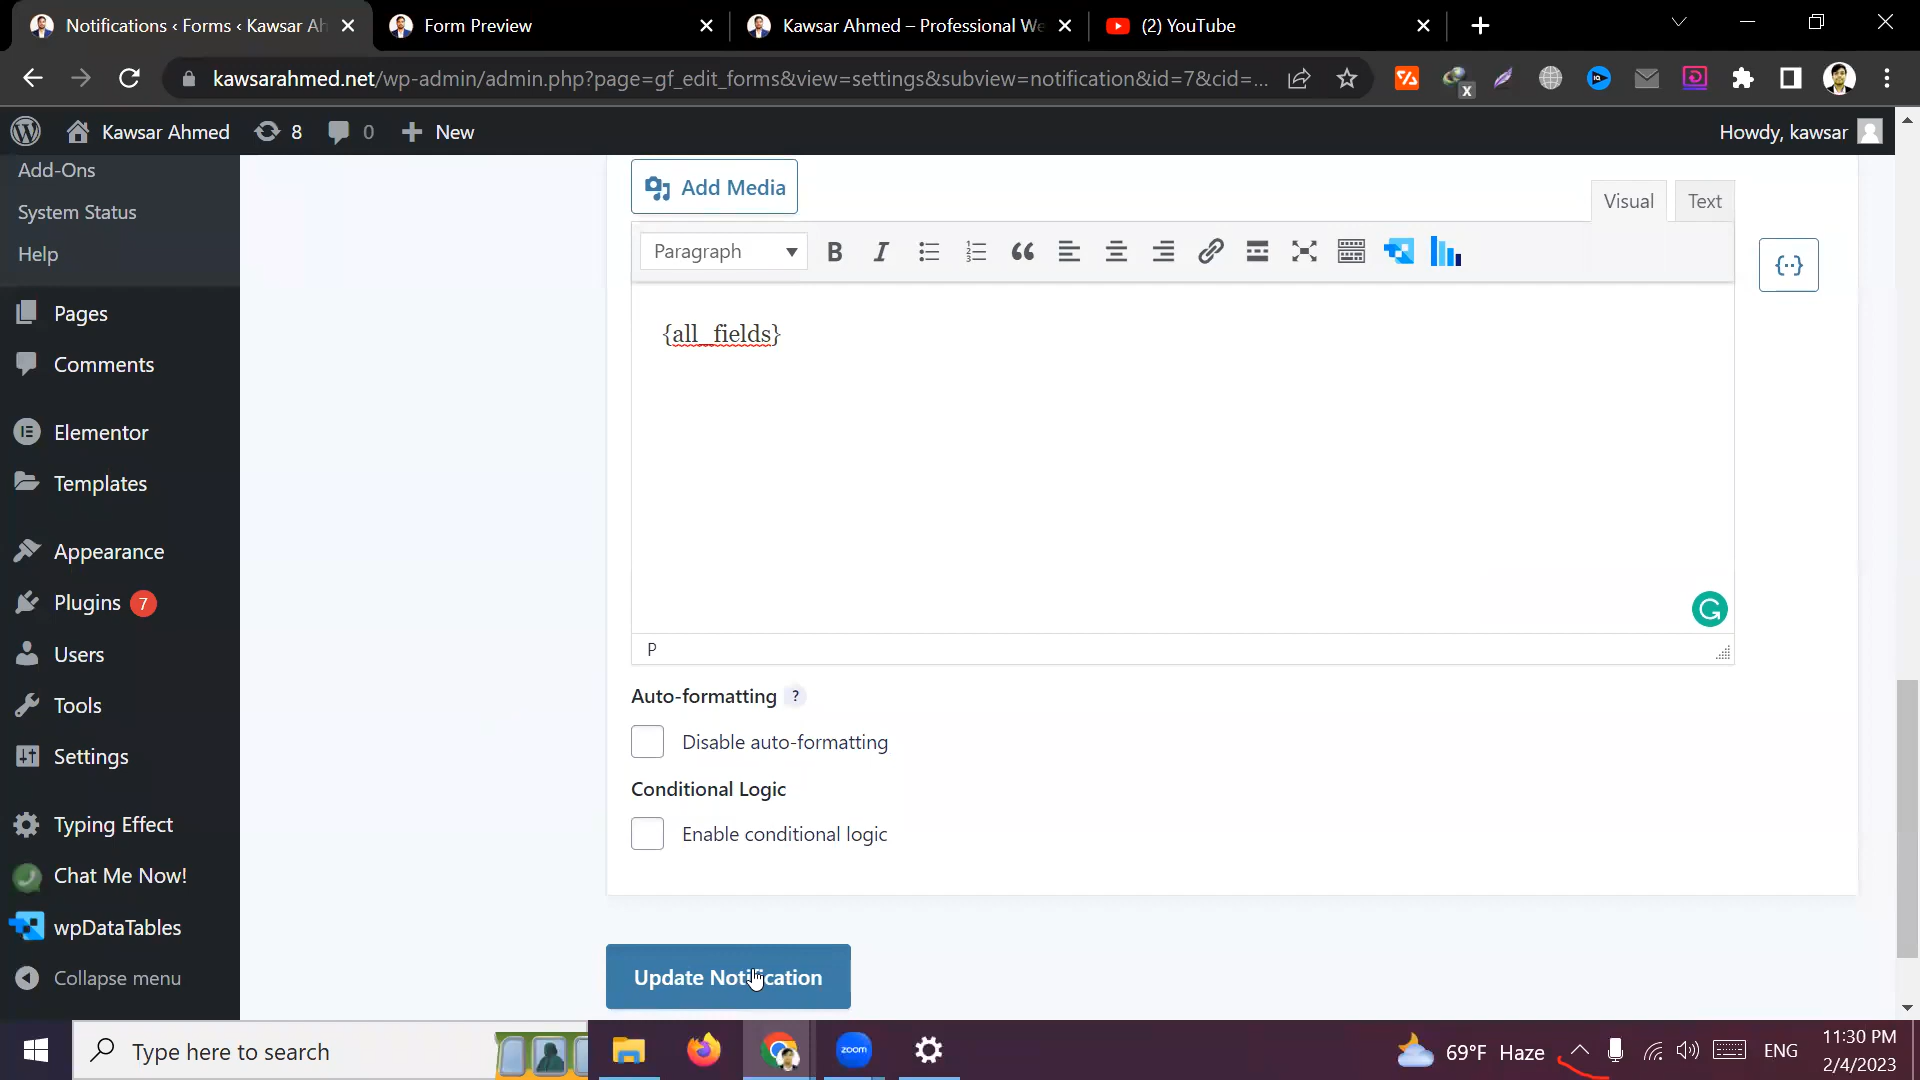 Notifications ‹ Forms ‹ Kawsar Ah
Form Preview
Kawsar Ahmed – Professional We
(2) YouTube
kawsarahmed.net/wp-admin/admin.php?page=gf_edit_forms&view=settings&subview=notification&id=7&cid=...
Kawsar Ahmed
8
0
New
Howdy, kawsar
Add-Ons
System Status
Help
Pages
Comments
Elementor
Templates
Appearance
Plugins 7
Users
Tools
Settings
Typing Effect
Chat Me Now!
wpDataTables
Collapse menu
Add Media
Visual
Text
Paragraph
{all_fields}
P
Auto-formatting ?
Disable auto-formatting
Conditional Logic
Enable conditional logic
Update Notification
Type here to search
zoom
69°F Haze
ENG
11:30 PM
2/4/2023